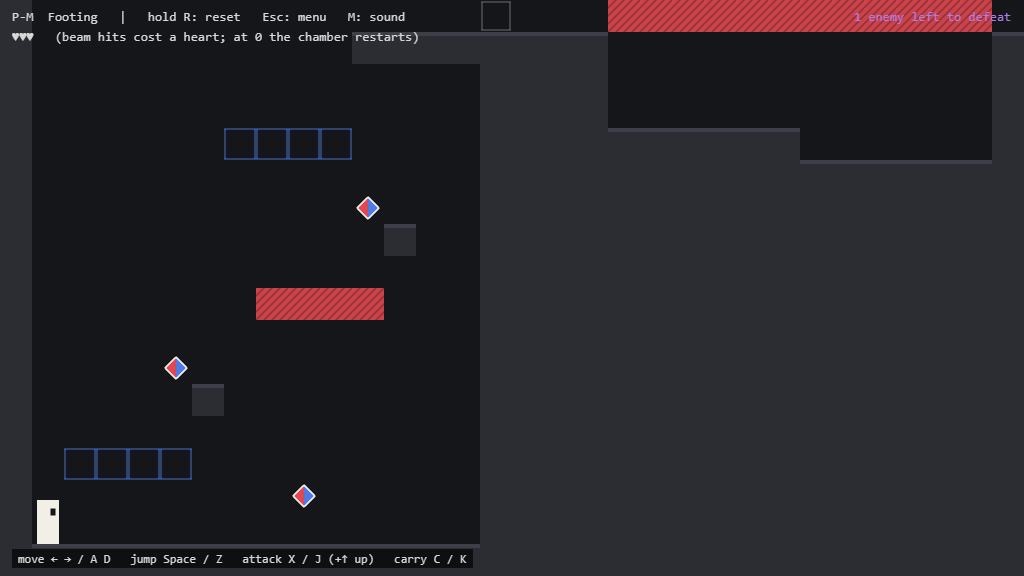 P-M Footing | hold R: reset Esc: menu M: sound
1 enemy left to defeat
♥♥♥ (beam hits cost a heart; at 0 the chamber restarts)
move ← → / A D jump Space / Z attack X / J (+↑ up) carry C / K